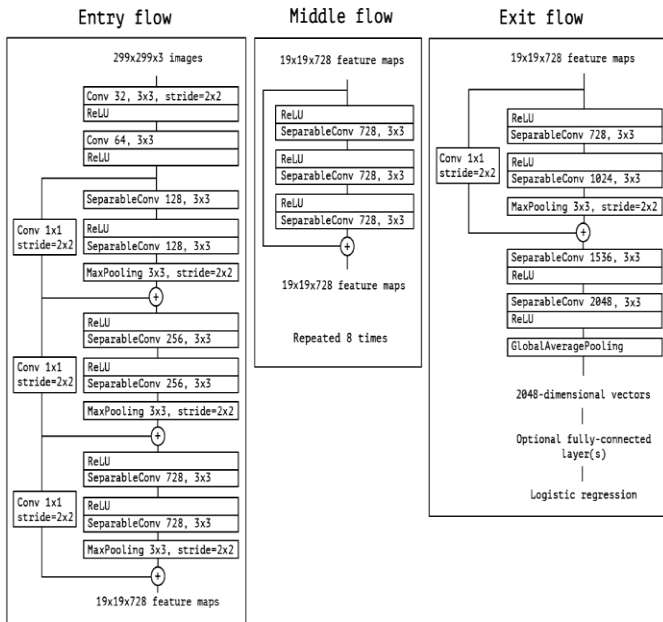 Entry flow
299x299x3 images
Conv 32, 3x3, stride=2x2
ReLU
Conv 64, 3x3
ReLU
SeparableConv 128, 3x3
Conv 1x1
stride=2x2
ReLU
SeparableConv 128, 3x3
MaxPooling 3x3, stride=2x2
+
ReLU
SeparableConv 256, 3x3
Conv 1x1
stride=2x2
ReLU
SeparableConv 256, 3x3
MaxPooling 3x3, stride=2x2
+
ReLU
SeparableConv 728, 3x3
Conv 1x1
stride=2x2
ReLU
SeparableConv 728, 3x3
MaxPooling 3x3, stride=2x2
+
19x19x728 feature maps
Middle flow
19x19x728 feature maps
ReLU
SeparableConv 728, 3x3
ReLU
SeparableConv 728, 3x3
ReLU
SeparableConv 728, 3x3
+
19x19x728 feature maps
Repeated 8 times
Exit flow
19x19x728 feature maps
ReLU
SeparableConv 728, 3x3
Conv 1x1
stride=2x2
ReLU
SeparableConv 1024, 3x3
MaxPooling 3x3, stride=2x2
+
SeparableConv 1536, 3x3
ReLU
SeparableConv 2048, 3x3
ReLU
GlobalAveragePooling
2048-dimensional vectors
Optional fully-connected
layer(s)
Logistic regression